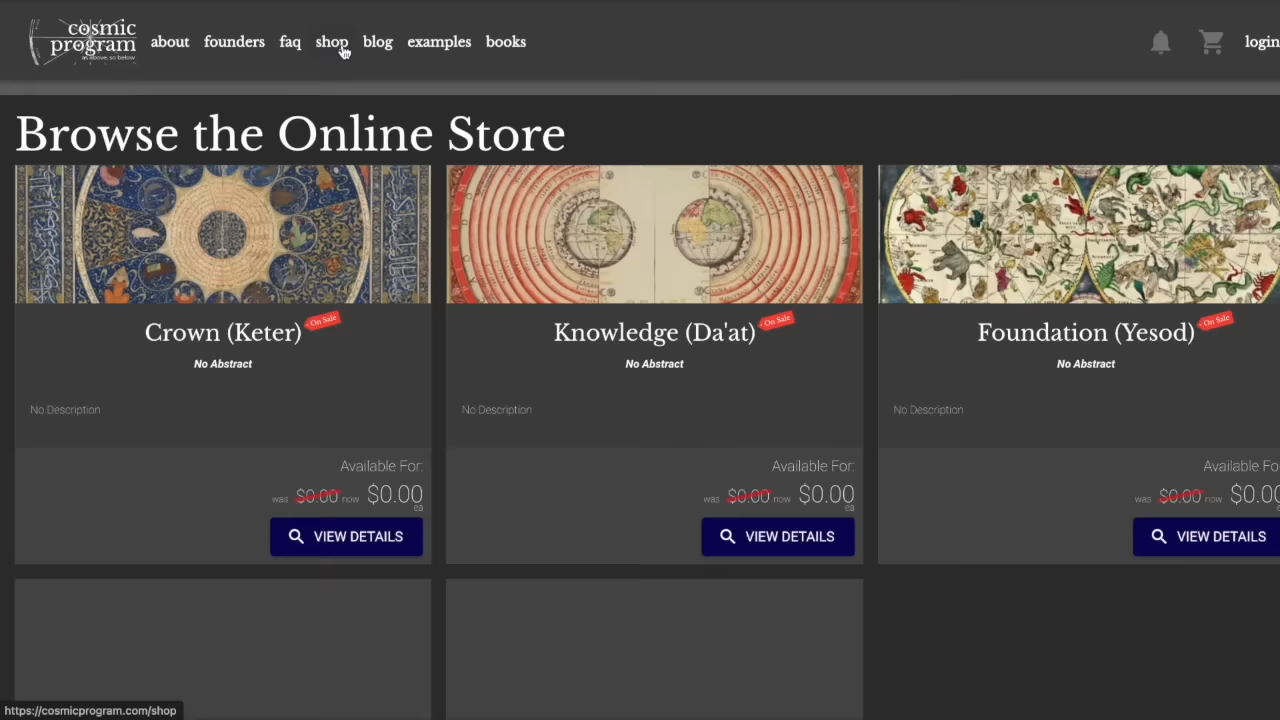 cosmic
program
as above, so below
about founders faq shop blog examples books
login
Browse the Online Store
Crown (Keter) On Sale
No Abstract
No Description
Available For:
was $0.00 now $0.00
ea
VIEW DETAILS
Knowledge (Da'at) On Sale
No Abstract
No Description
Available For:
was $0.00 now $0.00
ea
VIEW DETAILS
Foundation (Yesod) On Sale
No Abstract
No Description
Available Fo
was $0.00 now $0.00
VIEW DETAILS
https://cosmicprogram.com/shop